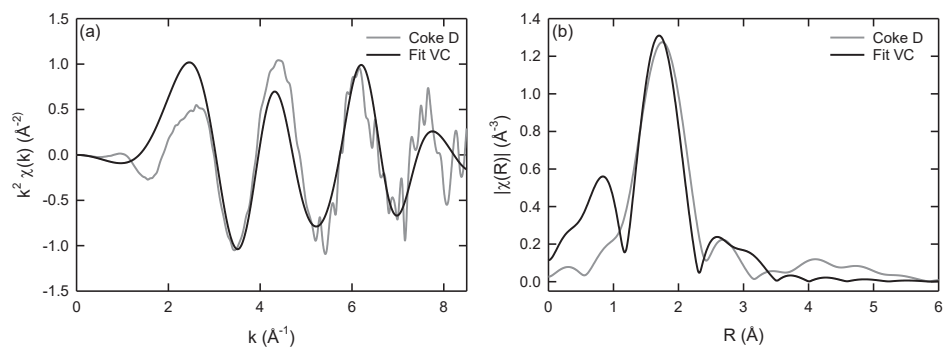 (a)
Coke D
Fit VC
k² χ(k) (Å⁻²)
1.5
1.0
0.5
0.0
-0.5
-1.0
-1.5
0
2
4
6
8
k (Å⁻¹)
(b)
Coke D
Fit VC
|χ(R)| (Å⁻³)
1.4
1.2
1.0
0.8
0.6
0.4
0.2
0.0
0
1
2
3
4
5
6
R (Å)